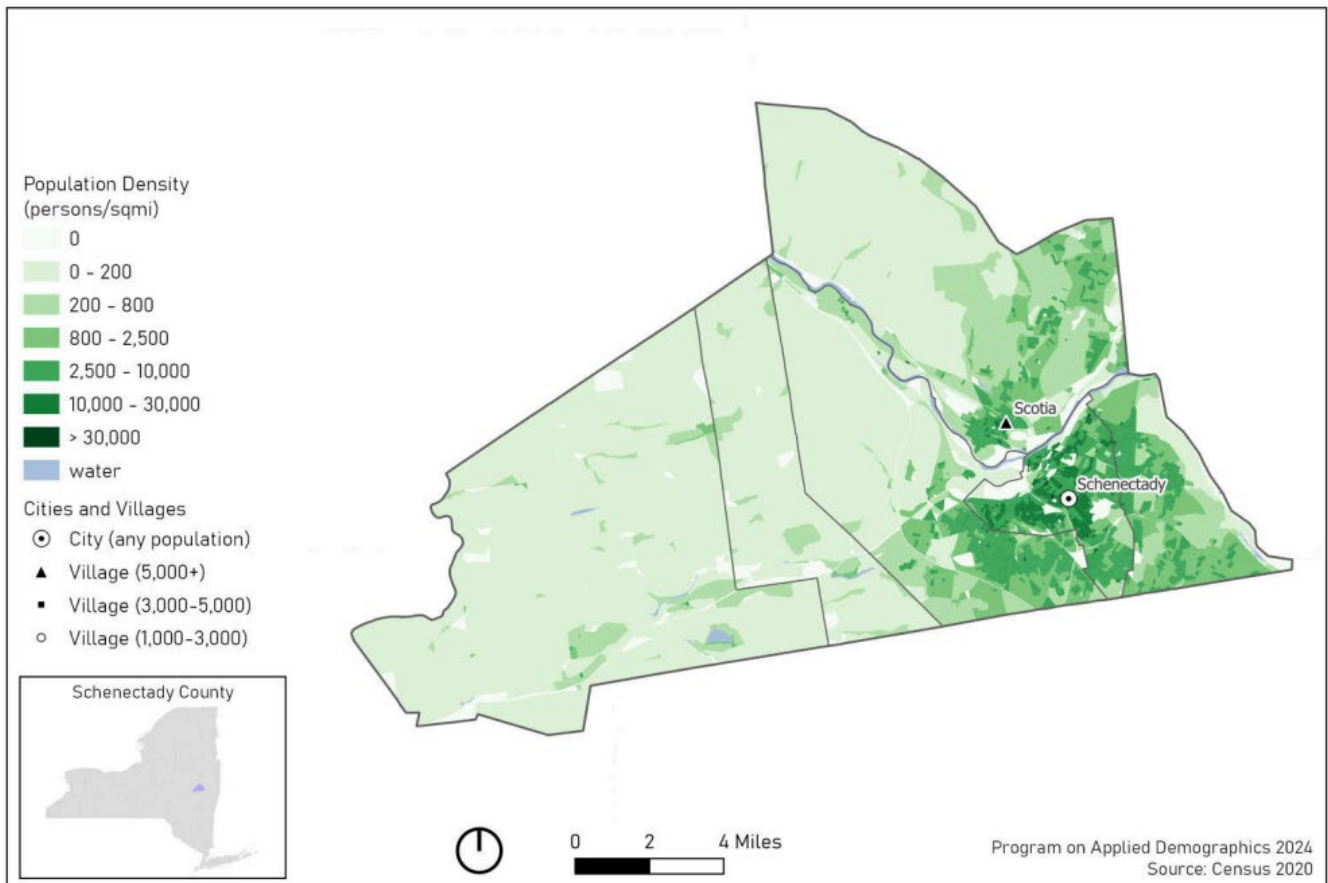 Population Density
(persons/sqmi)
0
0 - 200
200 - 800
800 - 2,500
2,500 - 10,000
10,000 - 30,000
> 30,000
water
Cities and Villages
City (any population)
Village (5,000+)
Village (3,000-5,000)
Village (1,000-3,000)
Scotia
Schenectady
Schenectady County
0 2 4 Miles
Program on Applied Demographics 2024
Source: Census 2020